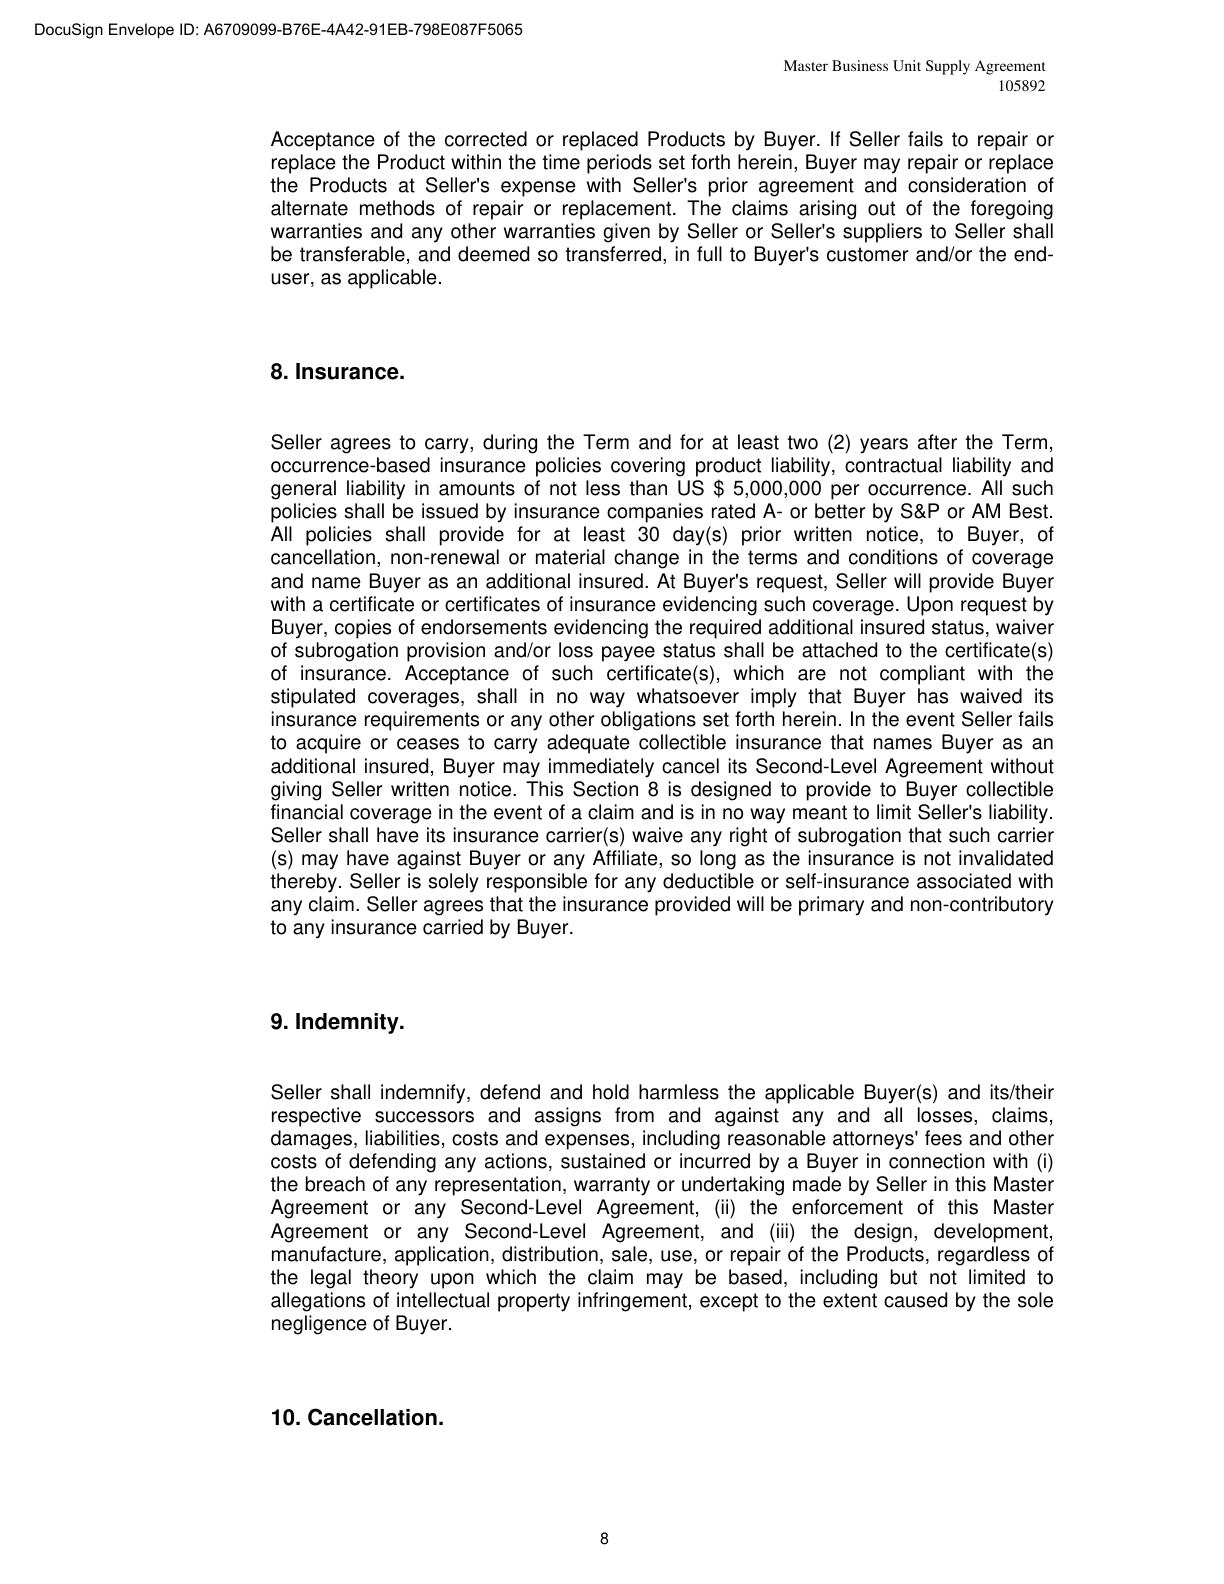 DocuSign Envelope ID: A6709099-B76E-4A42-91EB-798E087F5065
Master Business Unit Supply Agreement
105892
Acceptance of the corrected or replaced Products by Buyer. If Seller fails to repair or
replace the Product within the time periods set forth herein, Buyer may repair or replace
the Products at Seller's expense with Seller's prior agreement and consideration of
alternate methods of repair or replacement. The claims arising out of the foregoing
warranties and any other warranties given by Seller or Seller's suppliers to Seller shall
be transferable, and deemed so transferred, in full to Buyer's customer and/or the end-
user, as applicable.
8. Insurance.
Seller agrees to carry, during the Term and for at least two (2) years after the Term,
occurrence-based insurance policies covering product liability, contractual liability and
general liability in amounts of not less than US $ 5,000,000 per occurrence. All such
policies shall be issued by insurance companies rated A- or better by S&P or AM Best.
All policies shall provide for at least 30 day(s) prior written notice, to Buyer, of
cancellation, non-renewal or material change in the terms and conditions of coverage
and name Buyer as an additional insured. At Buyer's request, Seller will provide Buyer
with a certificate or certificates of insurance evidencing such coverage. Upon request by
Buyer, copies of endorsements evidencing the required additional insured status, waiver
of subrogation provision and/or loss payee status shall be attached to the certificate(s)
of insurance. Acceptance of such certificate(s), which are not compliant with the
stipulated coverages, shall in no way whatsoever imply that Buyer has waived its
insurance requirements or any other obligations set forth herein. In the event Seller fails
to acquire or ceases to carry adequate collectible insurance that names Buyer as an
additional insured, Buyer may immediately cancel its Second-Level Agreement without
giving Seller written notice. This Section 8 is designed to provide to Buyer collectible
financial coverage in the event of a claim and is in no way meant to limit Seller's liability.
Seller shall have its insurance carrier(s) waive any right of subrogation that such carrier
(s) may have against Buyer or any Affiliate, so long as the insurance is not invalidated
thereby. Seller is solely responsible for any deductible or self-insurance associated with
any claim. Seller agrees that the insurance provided will be primary and non-contributory
to any insurance carried by Buyer.
9. Indemnity.
Seller shall indemnify, defend and hold harmless the applicable Buyer(s) and its/their
respective successors and assigns from and against any and all losses, claims,
damages, liabilities, costs and expenses, including reasonable attorneys' fees and other
costs of defending any actions, sustained or incurred by a Buyer in connection with (i)
the breach of any representation, warranty or undertaking made by Seller in this Master
Agreement or any Second-Level Agreement, (ii) the enforcement of this Master
Agreement or any Second-Level Agreement, and (iii) the design, development,
manufacture, application, distribution, sale, use, or repair of the Products, regardless of
the legal theory upon which the claim may be based, including but not limited to
allegations of intellectual property infringement, except to the extent caused by the sole
negligence of Buyer.
10. Cancellation.
8